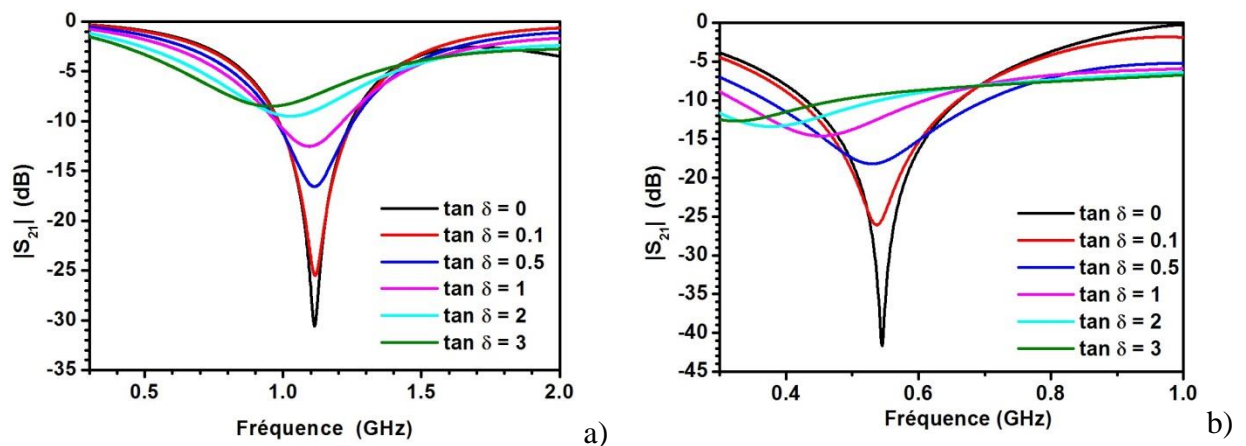 0
-5
-10
-15
-20
-25
-30
-35
|S21| (dB)
tan δ = 0
tan δ = 0.1
tan δ = 0.5
tan δ = 1
tan δ = 2
tan δ = 3
0.5 1.0 1.5 2.0
Fréquence (GHz)
a)
0
-5
-10
-15
-20
-25
-30
-35
-40
-45
|S21| (dB)
tan δ = 0
tan δ = 0.1
tan δ = 0.5
tan δ = 1
tan δ = 2
tan δ = 3
0.4 0.6 0.8 1.0
Fréquence (GHz)
b)